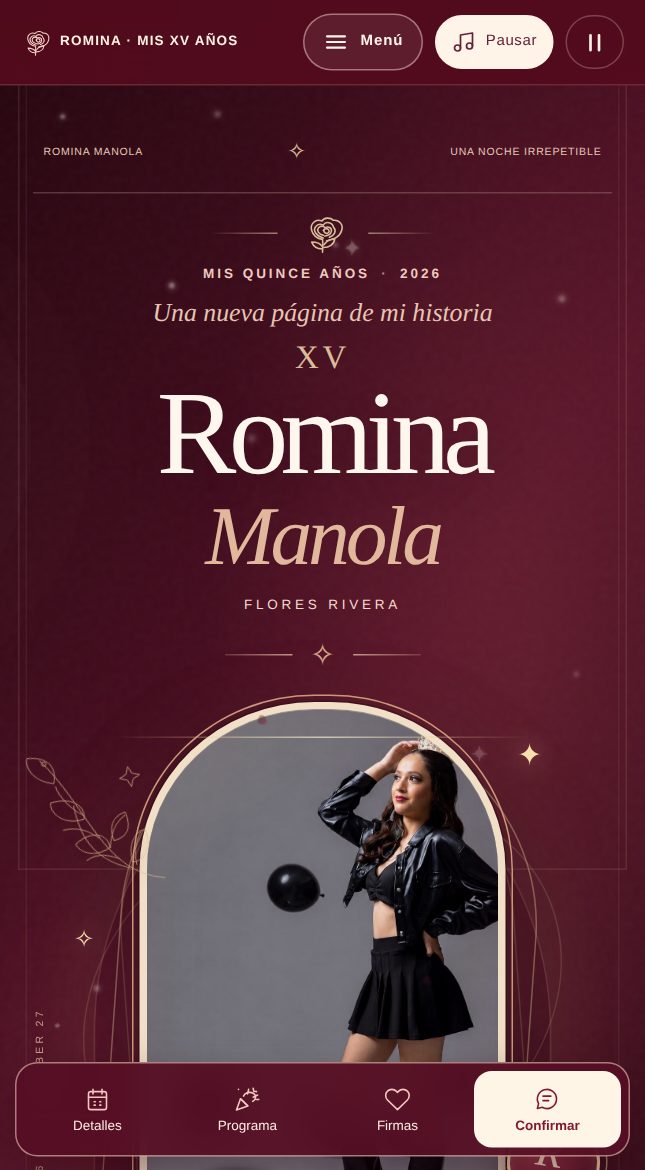 ROMINA · MIS XV AÑOS
Menú
Pausar
ROMINA MANOLA
UNA NOCHE IRREPETIBLE
MIS QUINCE AÑOS · 2026
Una nueva página de mi historia
XV
Romina
Manola
FLORES RIVERA
Detalles
Programa
Firmas
Confirmar